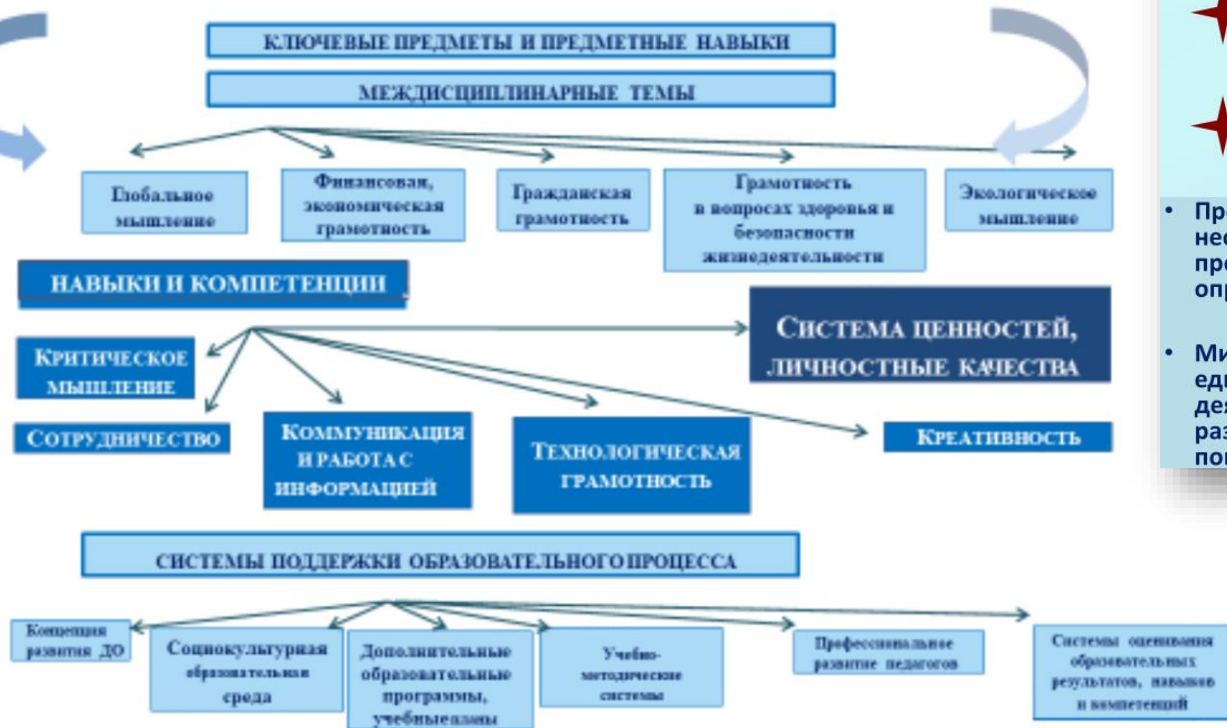 КЛЮЧЕВЫЕ ПРЕДМЕТЫ И ПРЕДМЕТНЫЕ НАВЫКИ
МЕЖДИСЦИПЛИНАРНЫЕ ТЕМЫ
Глобальное
мышление
Финансовая,
экономическая
грамотность
Гражданская
грамотность
Грамотность
в вопросах здоровья и
безопасности
жизнедеятельности
Экологическое
мышление
НАВЫКИ И КОМПЕТЕНЦИИ
СИСТЕМА ЦЕННОСТЕЙ,
ЛИЧНОСТНЫЕ КАЧЕСТВА
КРИТИЧЕСКОЕ
МЫШЛЕНИЕ
СОТРУДНИЧЕСТВО
КОММУНИКАЦИЯ
И РАБОТА С
ИНФОРМАЦИЕЙ
ТЕХНОЛОГИЧЕСКАЯ
ГРАМОТНОСТЬ
КРЕАТИВНОСТЬ
СИСТЕМЫ ПОДДЕРЖКИ ОБРАЗОВАТЕЛЬНОГО ПРОЦЕССА
Концепция
развития ДО
Социокультурная
образовательная
среда
Дополнительные
образовательные
программы,
учебные планы
Учебно-
методические
системы
Профессиональное
развитие педагогов
Системы оценивания
образовательных
результатов, навыков
и компетенций